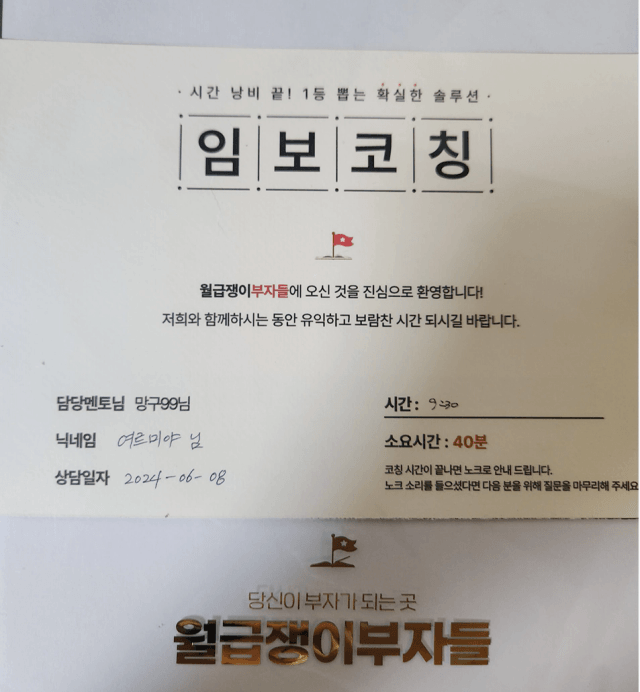 · 시간 낭비 끝! 1등 뽑는 확실한 솔루션 ·
임보코칭
월급쟁이부자들에 오신 것을 진심으로 환영합니다!
저희와 함께하시는 동안 유익하고 보람찬 시간 되시길 바랍니다.
담당멘토님 망구99님
시간 : 9:30
닉네임 여르미야 님
소요시간 : 40분
상담일자 2024-06-08
코칭 시간이 끝나면 노크로 안내 드립니다.
노크 소리를 들으셨다면 다음 분을 위해 질문을 마무리해 주세요
당신이 부자가 되는 곳
월급쟁이부자들